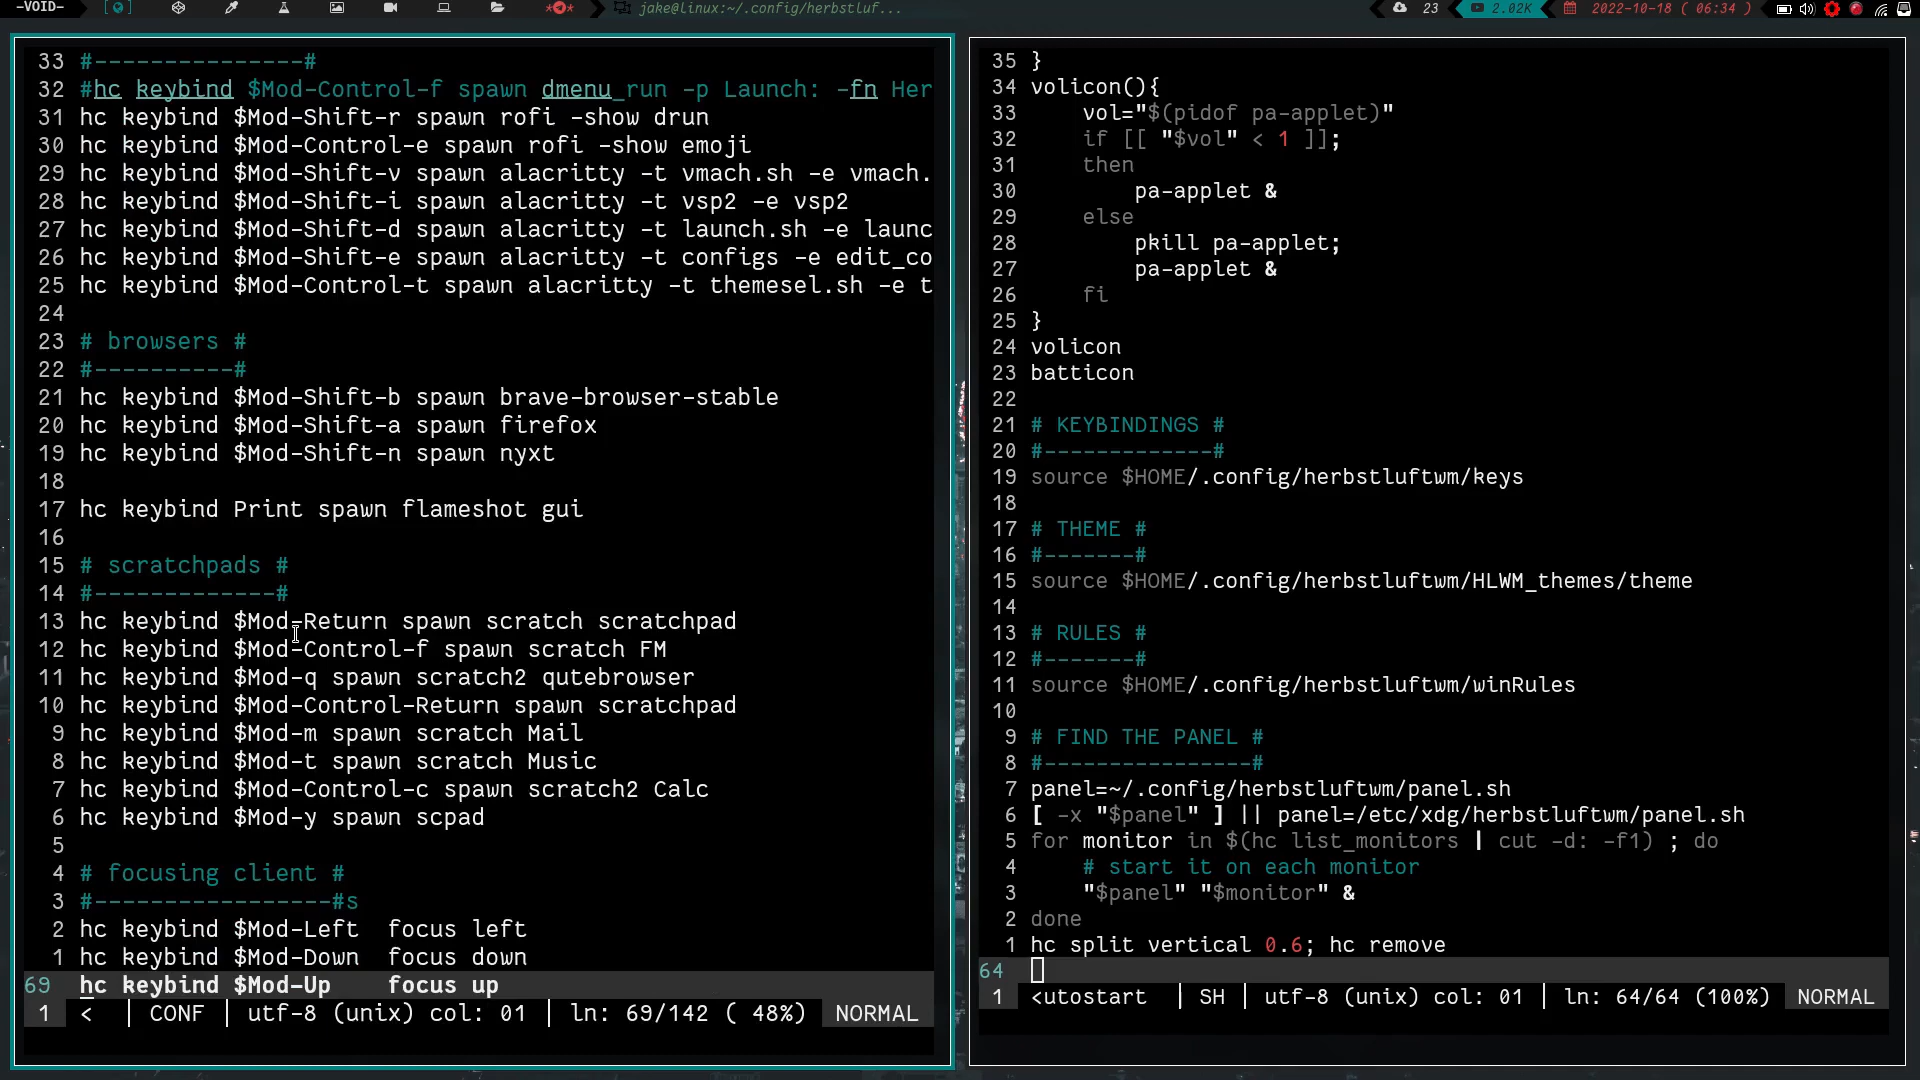 -VOID-
jake@linux:~/.config/herbstluf...
23
2.02K
2022-10-18 ( 06:34 )
33 #---------------#
32 #hc keybind $Mod-Control-f spawn dmenu_run -p Launch: -fn Her
31 hc keybind $Mod-Shift-r spawn rofi -show drun
30 hc keybind $Mod-Control-e spawn rofi -show emoji
29 hc keybind $Mod-Shift-v spawn alacritty -t vmach.sh -e vmach.
28 hc keybind $Mod-Shift-i spawn alacritty -t vsp2 -e vsp2
27 hc keybind $Mod-Shift-d spawn alacritty -t launch.sh -e launc
26 hc keybind $Mod-Shift-e spawn alacritty -t configs -e edit_co
25 hc keybind $Mod-Control-t spawn alacritty -t themesel.sh -e t
24
23 # browsers #
22 #----------#
21 hc keybind $Mod-Shift-b spawn brave-browser-stable
20 hc keybind $Mod-Shift-a spawn firefox
19 hc keybind $Mod-Shift-n spawn nyxt
18
17 hc keybind Print spawn flameshot gui
16
15 # scratchpads #
14 #-------------#
13 hc keybind $Mod-Return spawn scratch scratchpad
12 hc keybind $Mod-Control-f spawn scratch FM
11 hc keybind $Mod-q spawn scratch2 qutebrowser
10 hc keybind $Mod-Control-Return spawn scratchpad
9 hc keybind $Mod-m spawn scratch Mail
8 hc keybind $Mod-t spawn scratch Music
7 hc keybind $Mod-Control-c spawn scratch2 Calc
6 hc keybind $Mod-y spawn scpad
5
4 # focusing client #
3 #-----------------#s
2 hc keybind $Mod-Left  focus left
1 hc keybind $Mod-Down  focus down
69 hc keybind $Mod-Up    focus up
1 < | CONF | utf-8 (unix) col: 01 | ln: 69/142 ( 48%) NORMAL
35 }
34 volicon(){
33     vol="$(pidof pa-applet)"
32     if [[ "$vol" < 1 ]];
31     then
30         pa-applet &
29     else
28         pkill pa-applet;
27         pa-applet &
26     fi
25 }
24 volicon
23 batticon
22
21 # KEYBINDINGS #
20 #-------------#
19 source $HOME/.config/herbstluftwm/keys
18
17 # THEME #
16 #-------#
15 source $HOME/.config/herbstluftwm/HLWM_themes/theme
14
13 # RULES #
12 #-------#
11 source $HOME/.config/herbstluftwm/winRules
10
9 # FIND THE PANEL #
8 #----------------#
7 panel=~/.config/herbstluftwm/panel.sh
6 [ -x "$panel" ] || panel=/etc/xdg/herbstluftwm/panel.sh
5 for monitor in $(hc list_monitors | cut -d: -f1) ; do
4     # start it on each monitor
3     "$panel" "$monitor" &
2 done
1 hc split vertical 0.6; hc remove
64
1 <utostart | SH | utf-8 (unix) col: 01 | ln: 64/64 (100%) NORMAL